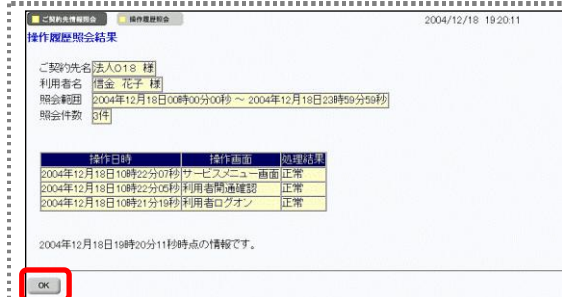 ご契約先情報照会 操作履歴照会 2004/12/18 19:20:11
操作履歴照会結果
ご契約先名 法人018 様
利用者名 信金 花子 様
照会範囲 2004年12月18日00時00分00秒 ～ 2004年12月18日23時59分59秒
照会件数 3件
操作日時 操作画面 処理結果
2004年12月18日10時22分07秒 サービスメニュー画面 正常
2004年12月18日10時22分05秒 利用者開通確認 正常
2004年12月18日10時21分19秒 利用者ログオン 正常
2004年12月18日19時20分11秒時点の情報です。
OK